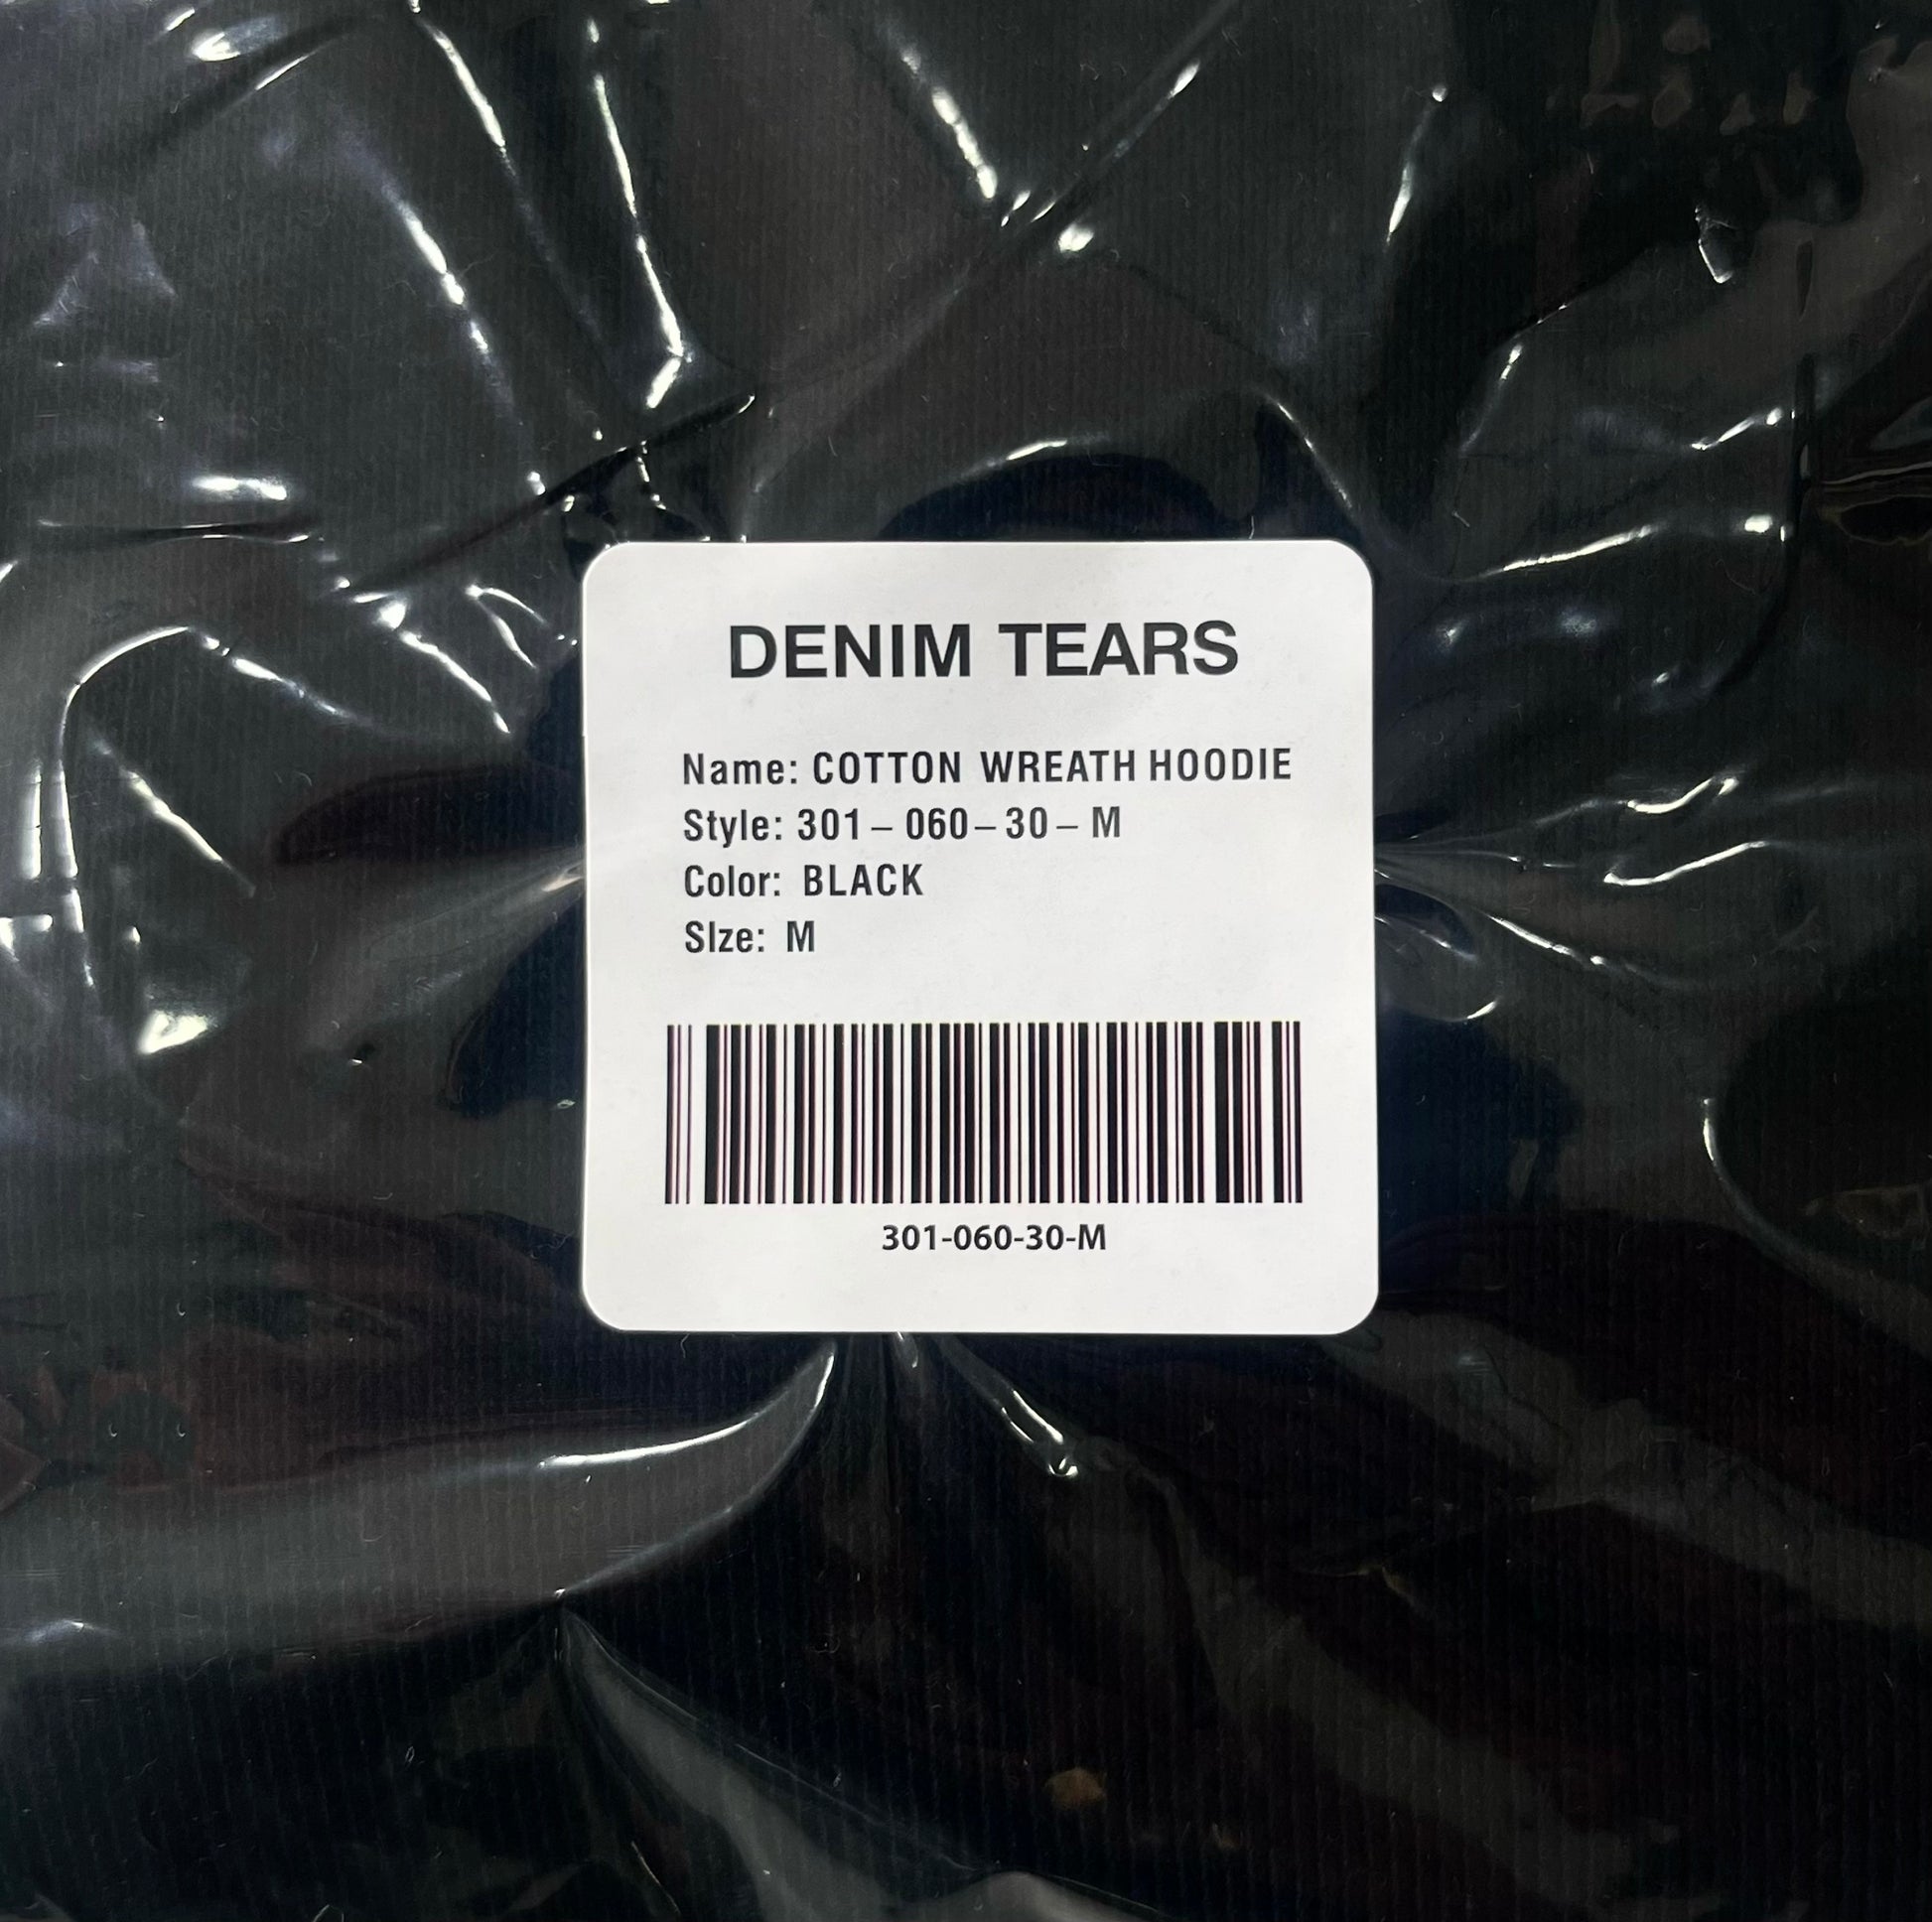 DENIM TEARS
Name: COTTON WREATH HOODIE
Style: 301 – 060 – 30 – M
Color: BLACK
SIze: M
301-060-30-M